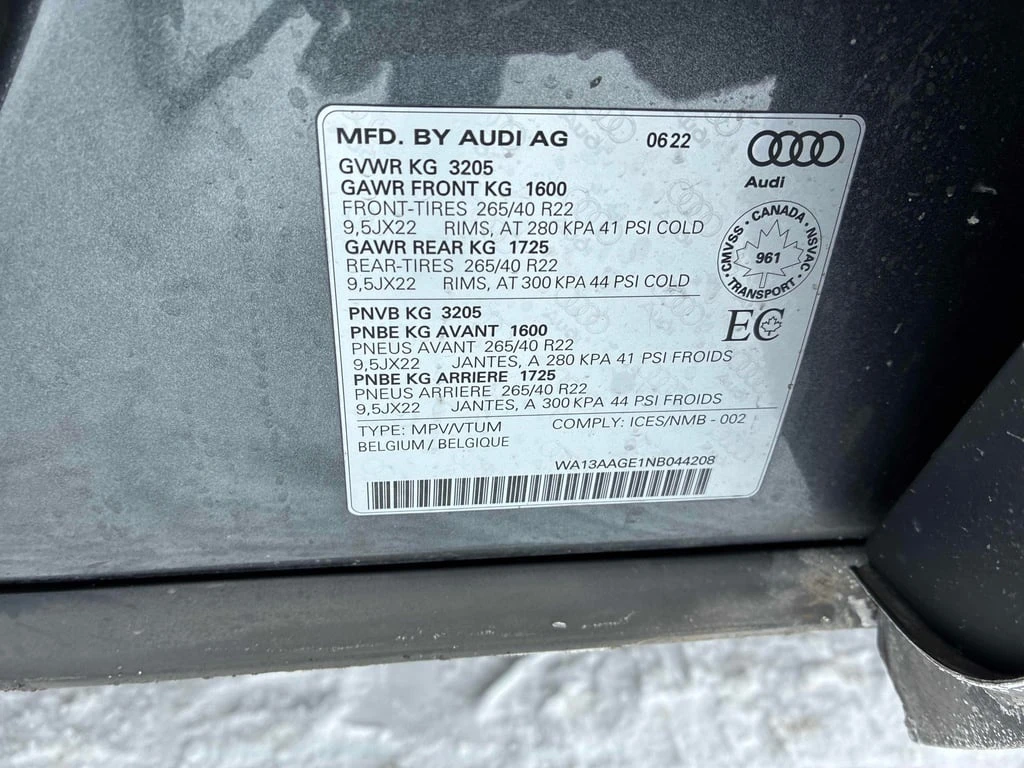 MFD. BY AUDI AG 0622
Audi
GVWR KG 3205
GAWR FRONT KG 1600
FRONT-TIRES 265/40 R22
9,5JX22 RIMS, AT 280 KPA 41 PSI COLD
GAWR REAR KG 1725
REAR-TIRES 265/40 R22
9,5JX22 RIMS, AT 300 KPA 44 PSI COLD
CMVSS · CANADA · NSVAC · TRANSPORT ·
961
PNVB KG 3205
PNBE KG AVANT 1600
PNEUS AVANT 265/40 R22
9,5JX22 JANTES, A 280 KPA 41 PSI FROIDS
PNBE KG ARRIERE 1725
PNEUS ARRIERE 265/40 R22
9,5JX22 JANTES, A 300 KPA 44 PSI FROIDS
EC
TYPE: MPV/VTUM COMPLY: ICES/NMB - 002
BELGIUM / BELGIQUE
WA13AAGE1NB044208